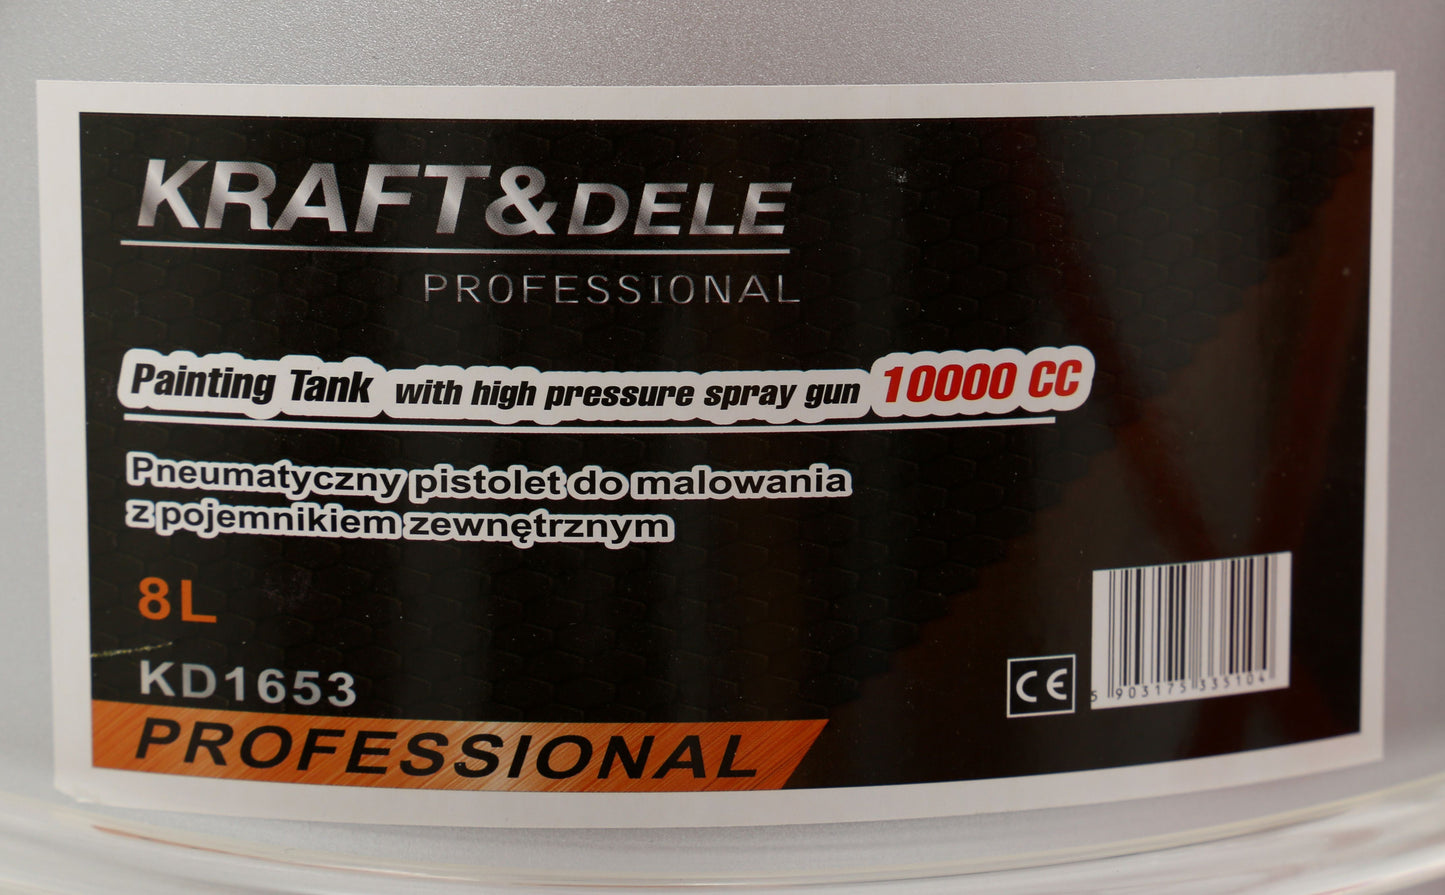 KRAFT&DELE
PROFESSIONAL
Painting Tank with high pressure spray gun 10000 CC
Pneumatyczny pistolet do malowania
z pojemnikiem zewnętrznym
8L
KD1653
PROFESSIONAL
CE
5 903175 335104